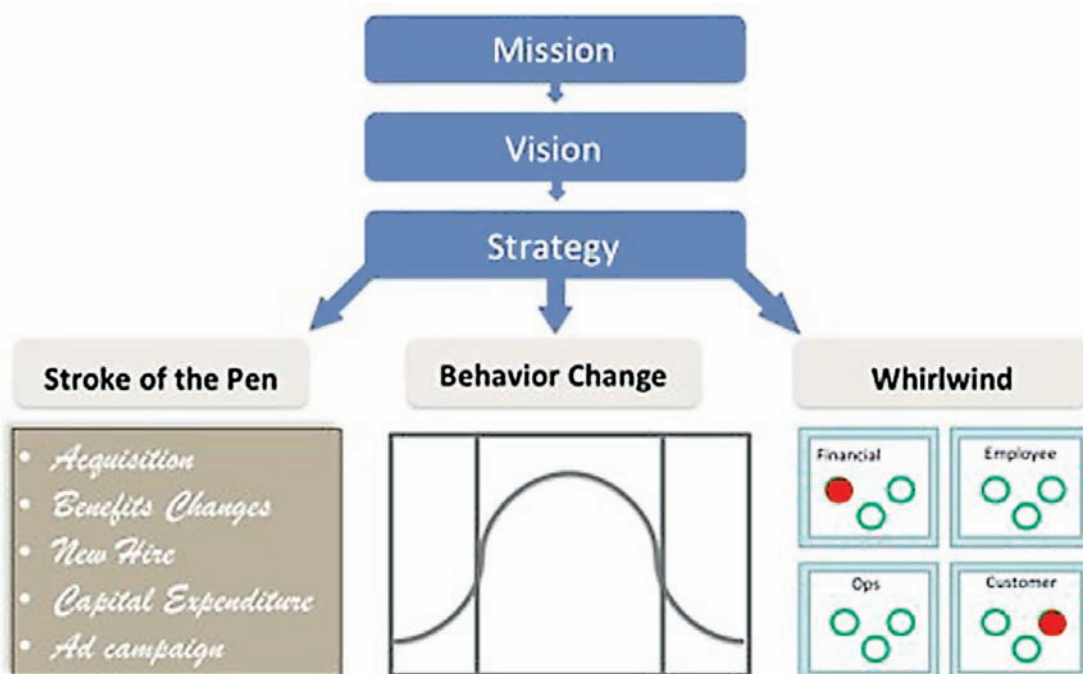 Mission
Vision
Strategy
Stroke of the Pen
Behavior Change
Whirlwind
• Acquisition
• Benefits Changes
• New Hire
• Capital Expenditure
• Ad campaign
Financial
Employee
Ops
Customer